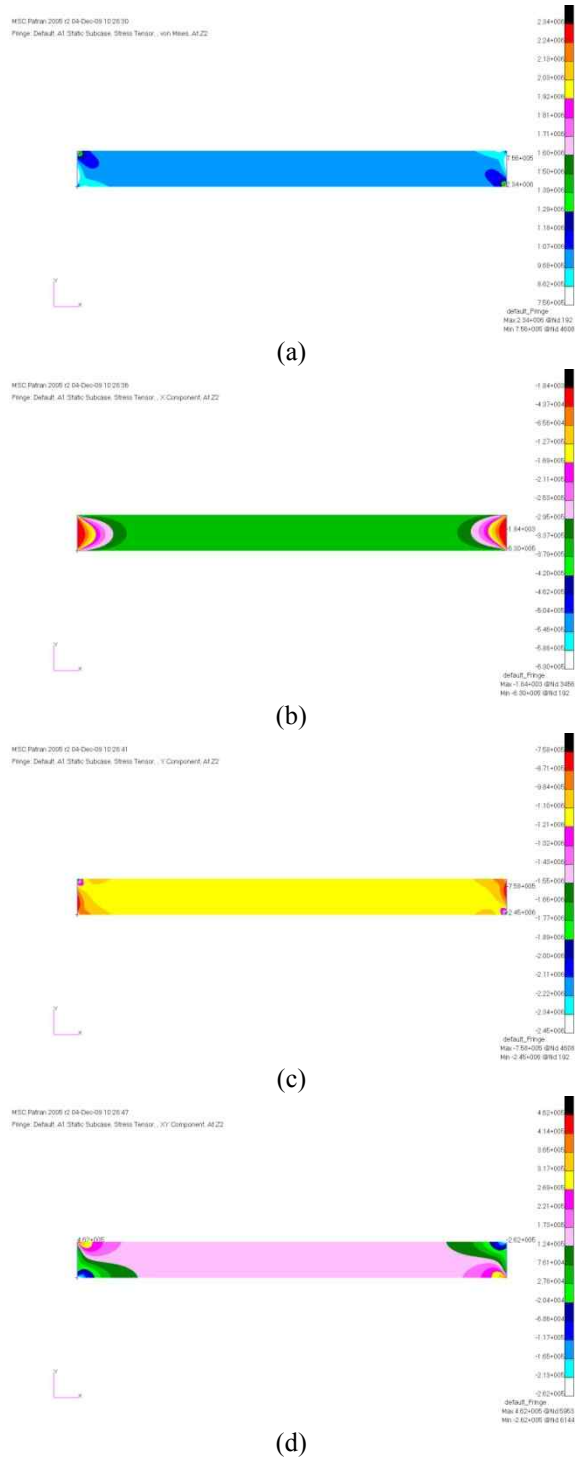 MSC Patran 2005 r2 04-Dec-09 10:26:30
Fringe: Default, A1:Static Subcase, Stress Tensor, , von Mises, At Z2
2.34+006
2.24+006
2.13+006
2.03+006
1.92+006
1.81+006
1.71+006
1.60+006
1.50+006
1.39+006
1.29+006
1.18+006
1.07+006
9.68+005
8.62+005
7.56+005
7.56+005
2.34+006
default_Fringe :
Max 2.34+006 @Nd 192
Min 7.56+005 @Nd 4608
y
x
(a)
MSC Patran 2005 r2 04-Dec-09 10:26:36
Fringe: Default, A1:Static Subcase, Stress Tensor, , X Component, At Z2
-1.84+003
-4.37+004
-8.56+004
-1.27+005
-1.69+005
-2.11+005
-2.53+005
-2.95+005
-3.37+005
-3.79+005
-4.20+005
-4.62+005
-5.04+005
-5.46+005
-5.88+005
-6.30+005
-1.84+003
-6.30+005
default_Fringe :
Max -1.84+003 @Nd 3456
Min -6.30+005 @Nd 192
y
x
(b)
MSC Patran 2005 r2 04-Dec-09 10:26:41
Fringe: Default, A1:Static Subcase, Stress Tensor, , Y Component, At Z2
-7.58+005
-8.71+005
-9.84+005
-1.10+006
-1.21+006
-1.32+006
-1.43+006
-1.55+006
-1.66+006
-1.77+006
-1.89+006
-2.00+006
-2.11+006
-2.22+006
-2.34+006
-2.45+006
-7.58+005
-2.45+006
default_Fringe :
Max -7.58+005 @Nd 4608
Min -2.45+006 @Nd 192
y
x
(c)
MSC Patran 2005 r2 04-Dec-09 10:26:47
Fringe: Default, A1:Static Subcase, Stress Tensor, , XY Component, At Z2
4.62+005
4.14+005
3.65+005
3.17+005
2.69+005
2.21+005
1.73+005
1.24+005
7.61+004
2.78+004
-2.04+004
-6.86+004
-1.17+005
-1.65+005
-2.13+005
-2.62+005
4.62+005
-2.62+005
default_Fringe :
Max 4.62+005 @Nd 5953
Min -2.62+005 @Nd 6144
y
x
(d)